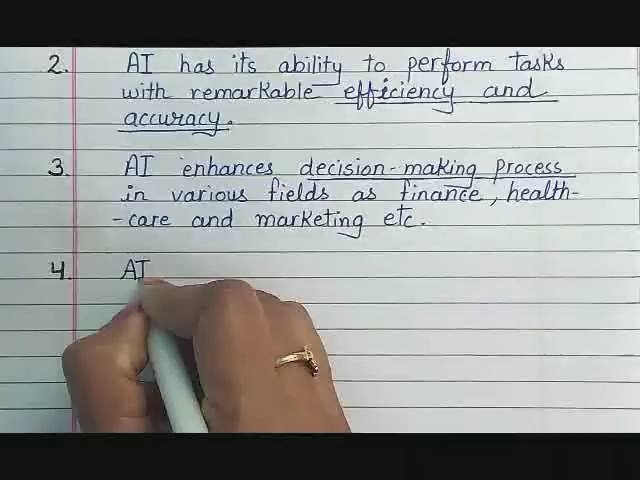 2. AI has its ability to perform tasks
with remarkable efficiency and
accuracy.
3. AI enhances decision-making process
in various fields as finance, health-
-care and marketing etc.
4. AI